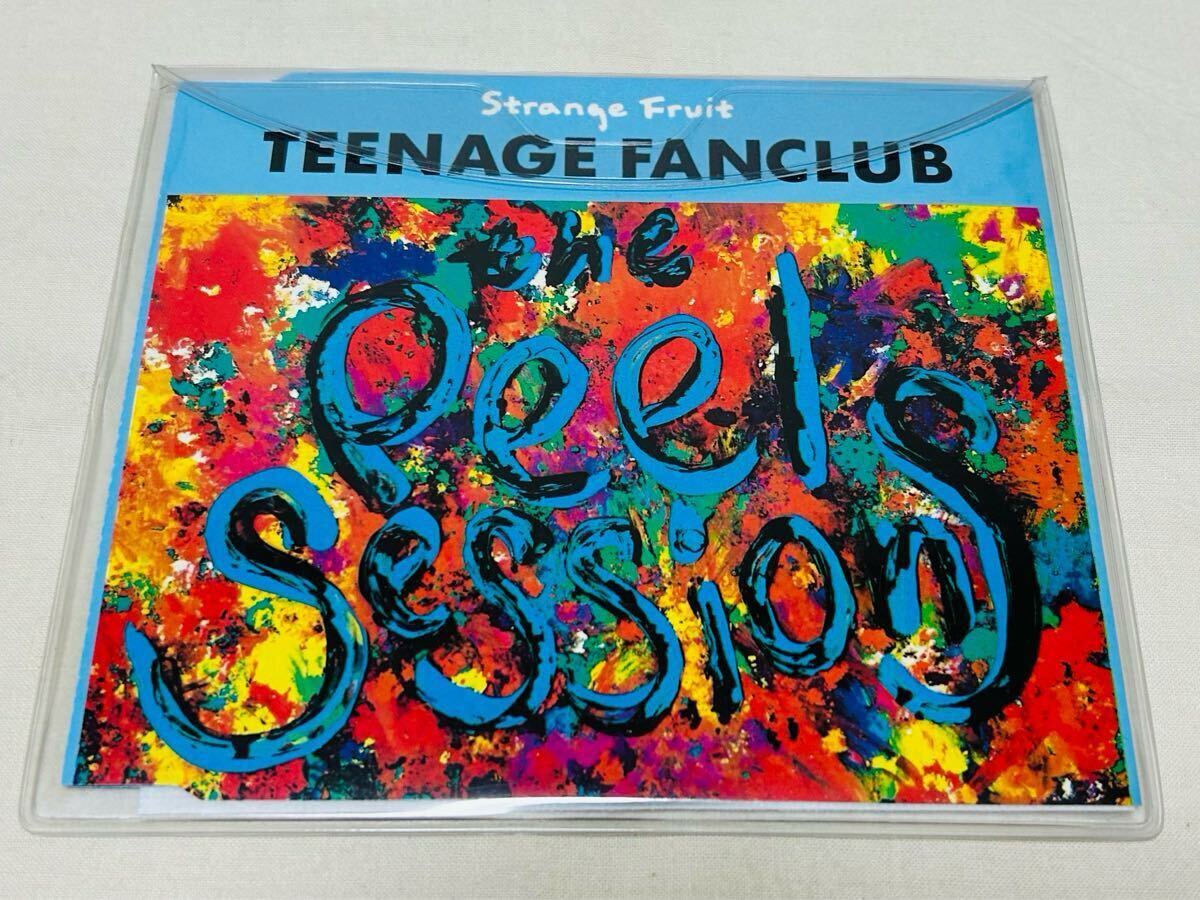 Strange Fruit
TEENAGE FANCLUB
the
Peel
Sessions